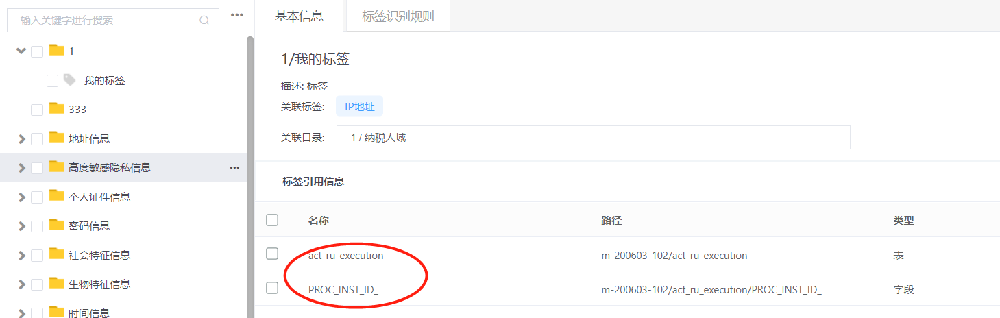 输入关键字进行搜索
•••
1
我的标签
333
地址信息
高度敏感隐私信息
•••
个人证件信息
密码信息
社会特征信息
生物特征信息
时间信息
基本信息
标签识别规则
1/我的标签
描述: 标签
关联标签: IP地址
关联目录: 1 / 纳税人域
标签引用信息
名称 路径 类型
act_ru_execution m-200603-102/act_ru_execution 表
PROC_INST_ID_ m-200603-102/act_ru_execution/PROC_INST_ID_ 字段